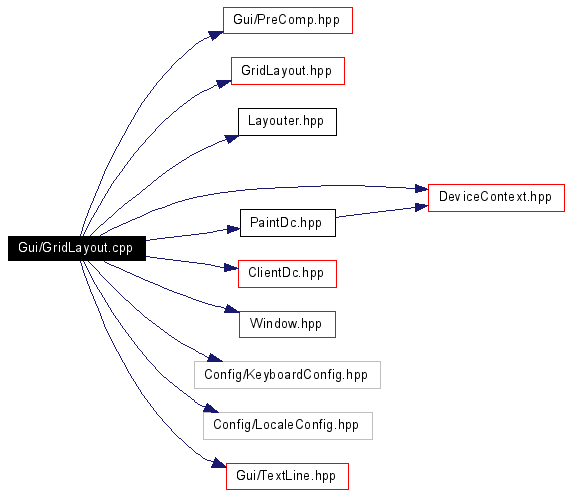 Gui/PreComp.hpp
GridLayout.hpp
Layouter.hpp
DeviceContext.hpp
PaintDc.hpp
Gui/GridLayout.cpp
ClientDc.hpp
Window.hpp
Config/KeyboardConfig.hpp
Config/LocaleConfig.hpp
Gui/TextLine.hpp